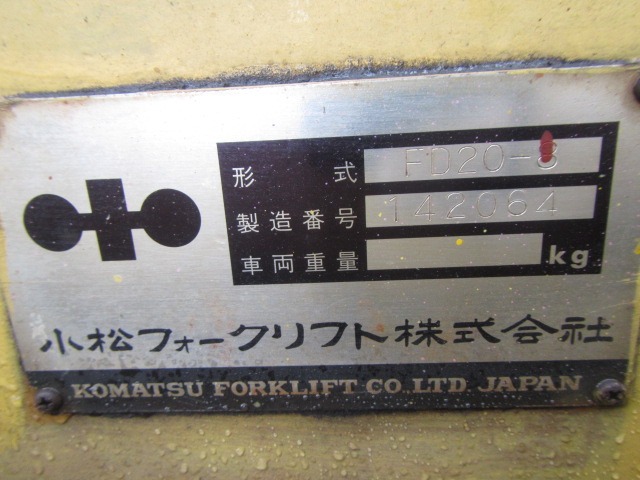 形式 FD20-8
製造番号 142064
車両重量 kg
小松フォークリフト株式会社
KOMATSU FORKLIFT CO. LTD JAPAN